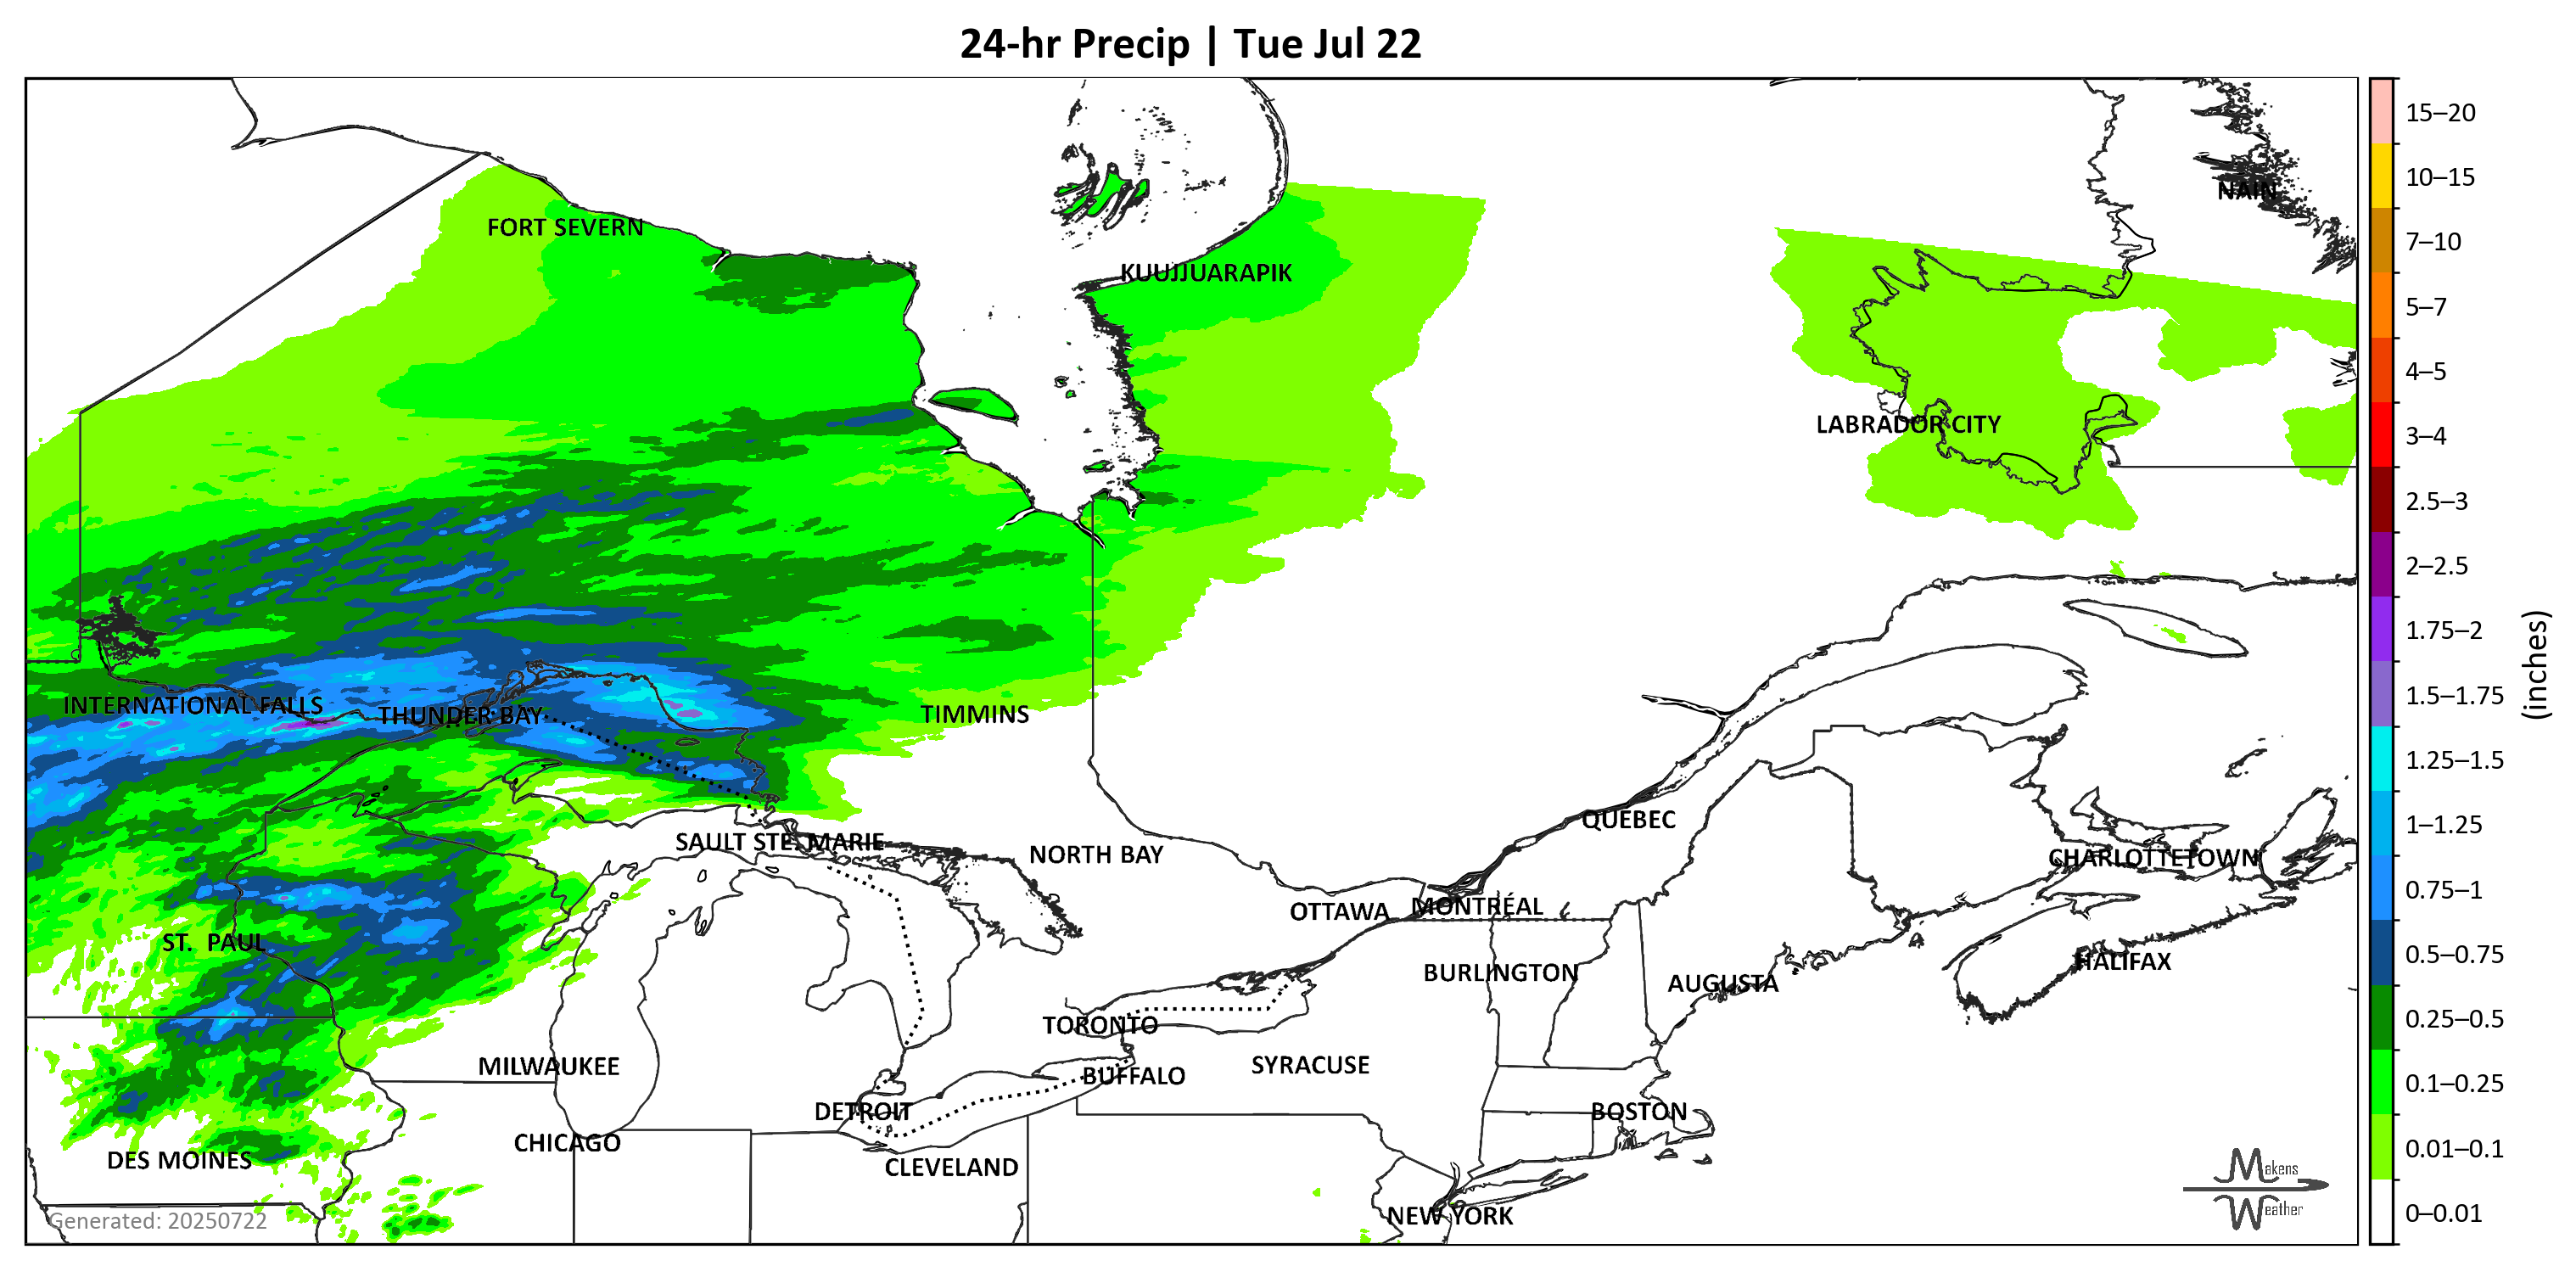 24-hr Precip | Tue Jul 22
NAIN
FORT SEVERN
KUUJJUARAPIK
LABRADOR CITY
INTERNATIONAL FALLS
THUNDER BAY
TIMMINS
SAULT STE. MARIE
NORTH BAY
QUEBEC
CHARLOTTETOWN
OTTAWA
MONTRÉAL
ST. PAUL
BURLINGTON
AUGUSTA
HALIFAX
TORONTO
MILWAUKEE
BUFFALO
SYRACUSE
DETROIT
BOSTON
CHICAGO
DES MOINES
CLEVELAND
NEW YORK
Generated: 20250722
Makens
Weather
15–20
10–15
7–10
5–7
4–5
3–4
2.5–3
2–2.5
1.75–2
1.5–1.75
1.25–1.5
1–1.25
0.75–1
0.5–0.75
0.25–0.5
0.1–0.25
0.01–0.1
0–0.01
(inches)